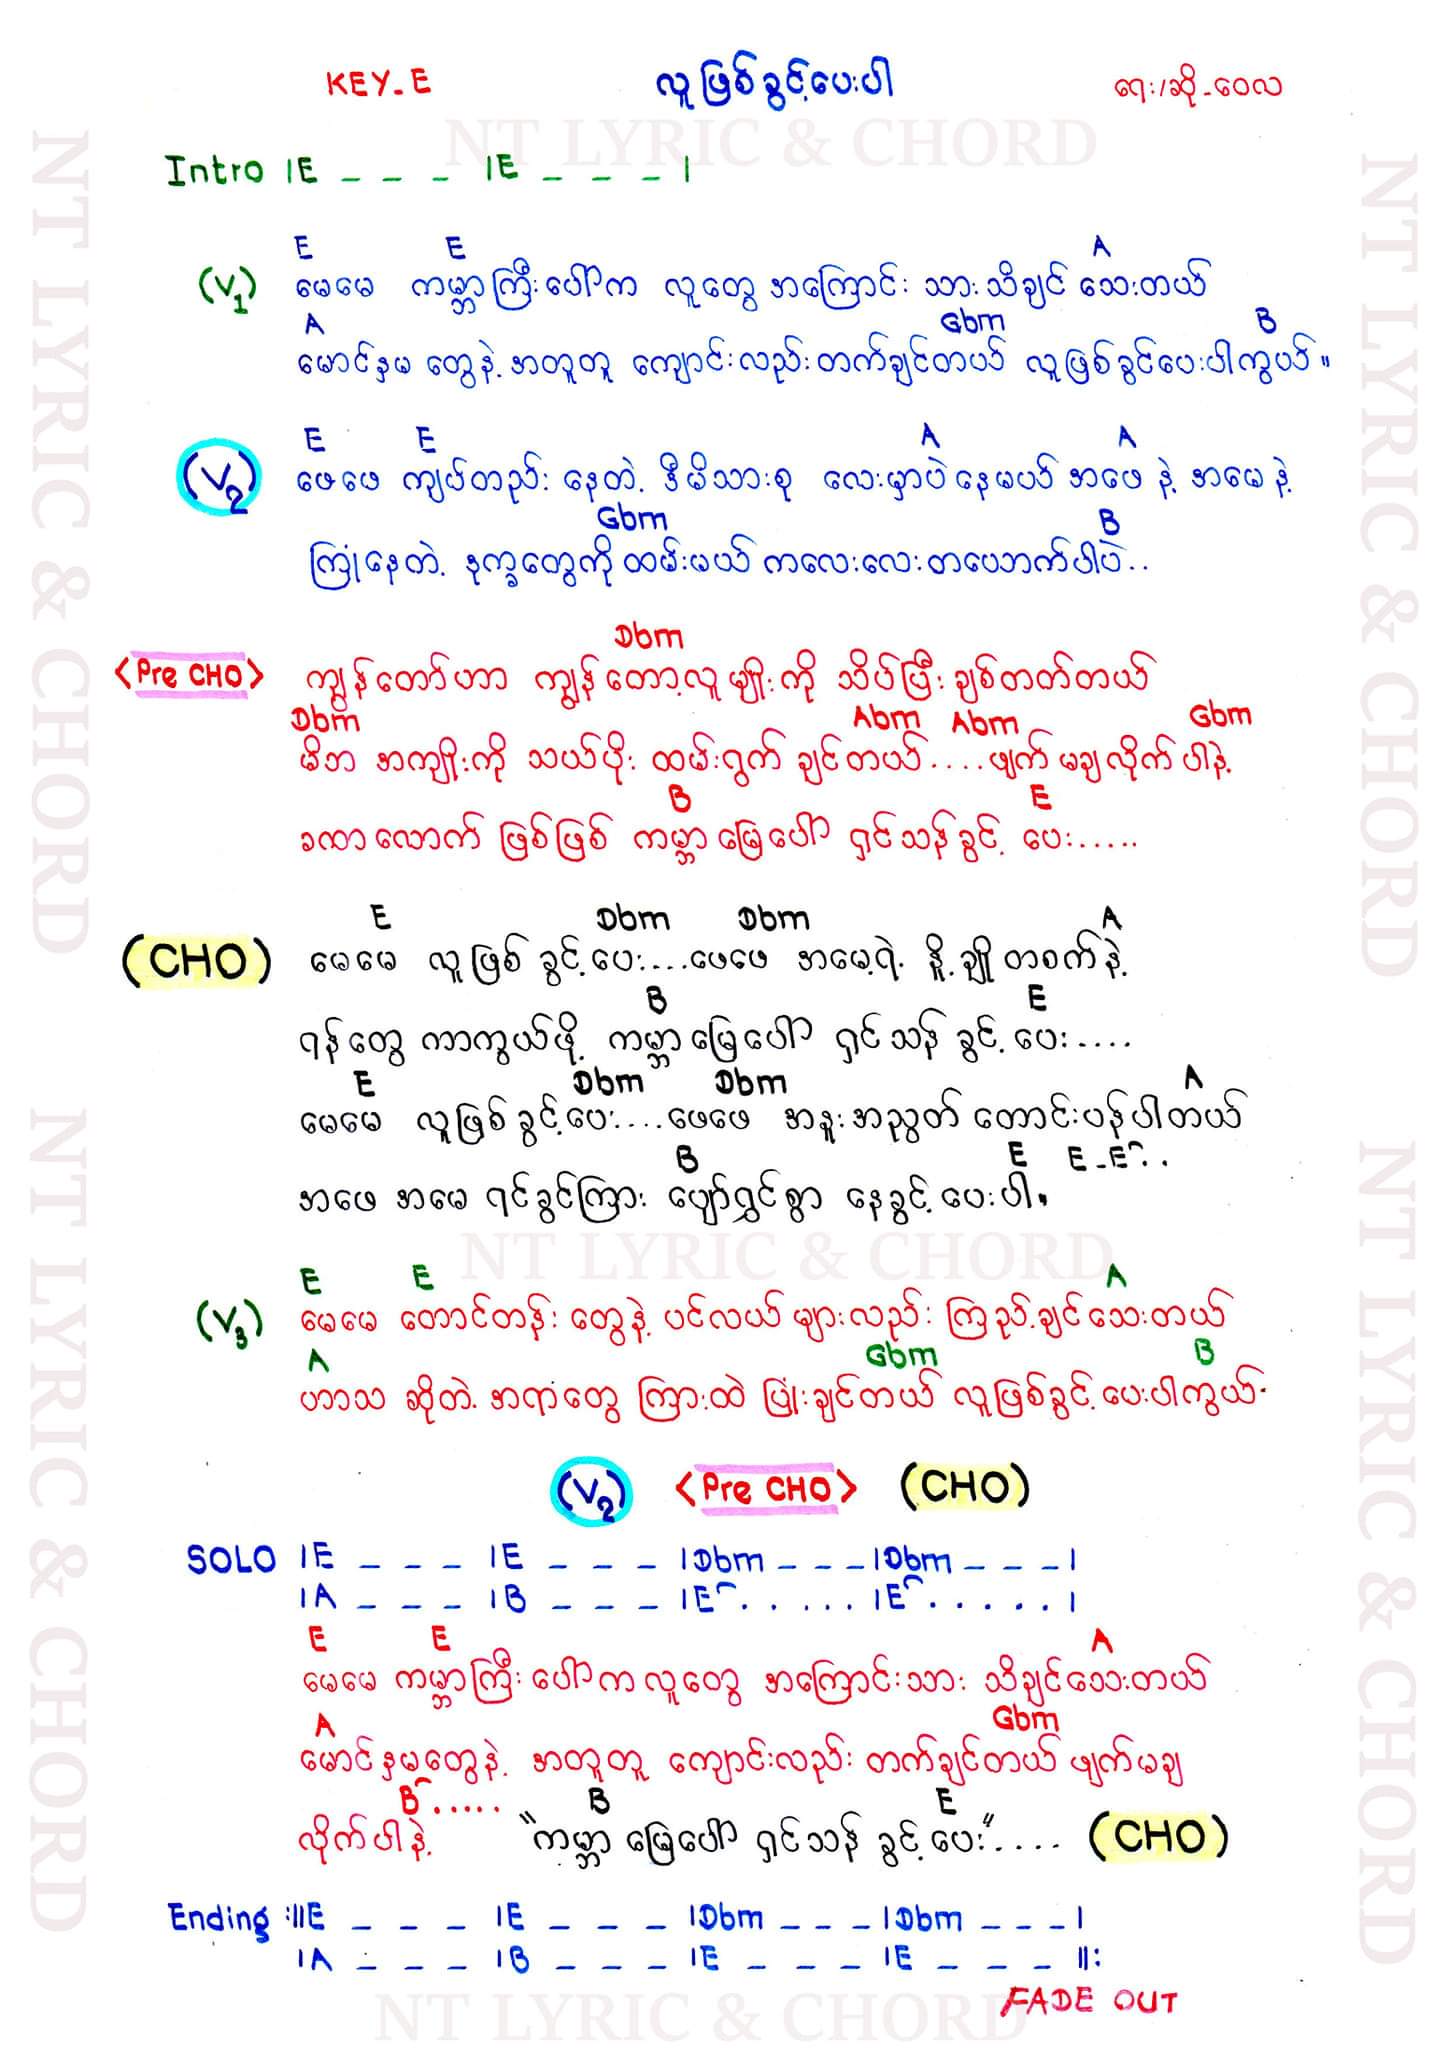 KEY_E လူဖြစ်ခွင့်ပေးပါ ရေး/ဆို_ဝေလ
NT LYRIC & CHORD
Intro |E _ _ _ |E _ _ _ |
E E A
(V1) မေမေ ကမ္ဘာကြီးပေါ်က လူတွေ အကြောင်း သား သိချင် သေးတယ်
A Gbm B
မောင်နှမ တွေနဲ့ အတူတူ ကျောင်းလည်း တက်ချင်တယ် လူဖြစ်ခွင့်ပေးပါကွယ်။
E E A A
(V2) ဖေဖေ ကျပ်တည်း နေတဲ့ ဒီမိသားစု လေးမှာပဲ နေမယ် အဖေ နဲ့ အမေ နဲ့
Gbm B
ကြုံနေတဲ့ ဒုက္ခတွေကို ထမ်းမယ် ကလေးလေးတယောက်ပါပဲ..
Dbm
<Pre CHO> ကျွန်တော်ဟာ ကျွန်တော့်လူမျိုးကို သိပ်ပြီး ချစ်တတ်တယ်
Dbm Abm Abm Gbm
မိဘ အကျိုးကို သယ်ပိုး ထမ်းရွက် ချင်တယ်....ဖျက် မချ လိုက် ပါနဲ့
B E
ခဏလောက် ဖြစ်ဖြစ် ကမ္ဘာမြေပေါ် ရှင်သန်ခွင့် ပေး.....
E Dbm Dbm A
(CHO) မေမေ လူဖြစ် ခွင့် ပေး....ဖေဖေ အမေ့ရဲ့ နို့ ချို တစက်နဲ့
B E
ရန်တွေ ကာကွယ်ဖို့ ကမ္ဘာမြေပေါ် ရှင်သန် ခွင့် ပေး....
E Dbm Dbm A
မေမေ လူဖြစ်ခွင့်ပေး....ဖေဖေ အနူးအညွတ် တောင်းပန်ပါတယ်
B E E_E..
အဖေ အမေ ရင်ခွင်ကြား ပျော်ရွှင်စွာ နေခွင့် ပေးပါ။
NT LYRIC & CHORD
E E A
(V3) မေမေ တောင်တန်း တွေနဲ့ ပင်လယ် များလည်း ကြည့်ချင်သေးတယ်
A Gbm B
ဟာသ ဆိုတဲ့ အရာတွေ ကြားထဲ ပြုံးချင်တယ် လူဖြစ်ခွင့် ပေးပါကွယ်.
(V2) <Pre CHO> (CHO)
SOLO |E _ _ _ |E _ _ _ |Dbm _ _ _ |Dbm _ _ _ |
|A _ _ _ |B _ _ _ |E ..... |E ..... |
E E A
မေမေ ကမ္ဘာကြီး ပေါ်ကလူတွေ အကြောင်းသား သိချင်သေးတယ်
A Gbm
မောင်နှမတွေနဲ့ အတူတူ ကျောင်းလည်း တက်ချင်တယ် ဖျက်မချ
B ..... B E
လိုက်ပါနဲ့ "ကမ္ဘာ မြေပေါ် ရှင်သန် ခွင့် ပေး".... (CHO)
Ending :||E _ _ _ |E _ _ _ |Dbm _ _ _ |Dbm _ _ _ |
|A _ _ _ |B _ _ _ |E _ _ _ |E _ _ _ ||:
FADE OUT
NT LYRIC & CHORD
NT LYRIC & CHORD
NT LYRIC & CHORD
NT LYRIC & CHORD
NT LYRIC & CHORD